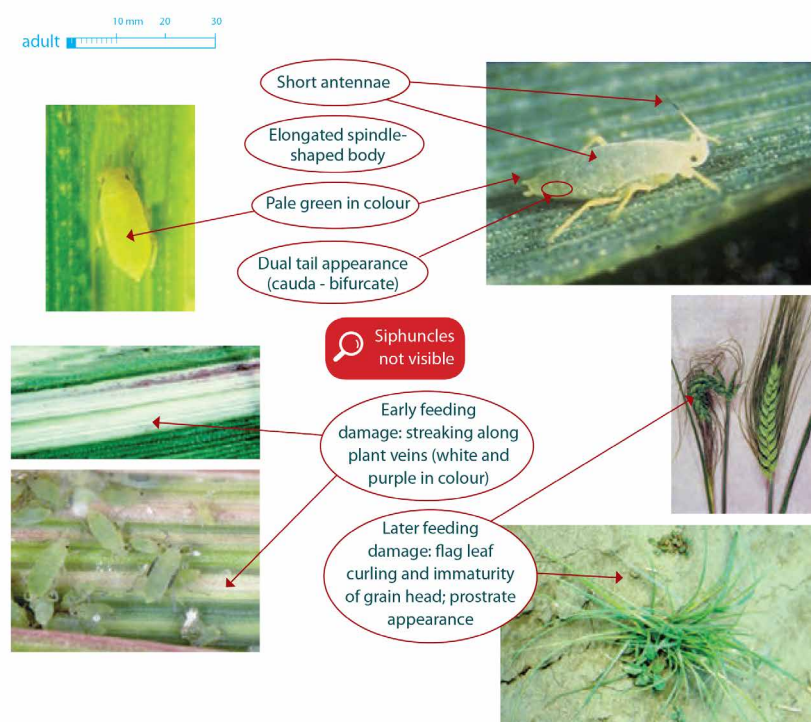 10 mm 20 30
adult
Short antennae
Elongated spindle-
shaped body
Pale green in colour
Dual tail appearance
(cauda - bifurcate)
Siphuncles
not visible
Early feeding
damage: streaking along
plant veins (white and
purple in colour)
Later feeding
damage: flag leaf
curling and immaturity
of grain head; prostrate
appearance